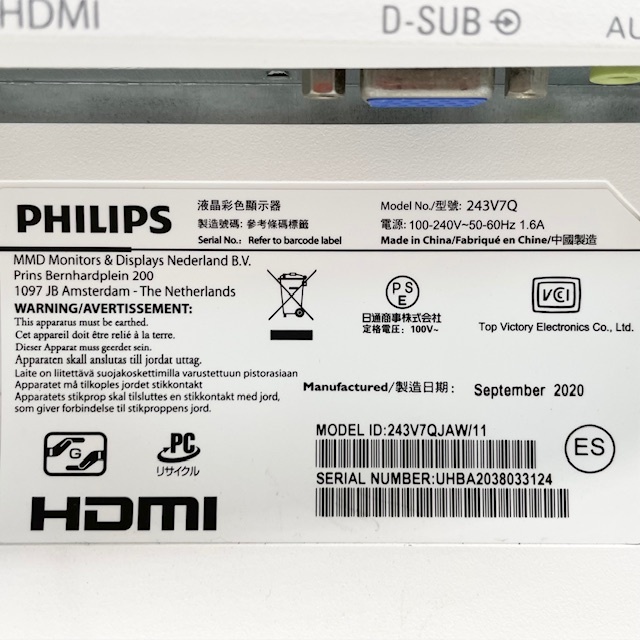 HDMI
D-SUB
AU
PHILIPS
液晶彩色顯示器
製造號碼: 參考條碼標籤
Serial No.: Refer to barcode label
Model No./型號: 243V7Q
電源: 100-240V~50-60Hz 1.6A
Made in China/Fabriqué en Chine/中國製造
MMD Monitors & Displays Nederland B.V.
Prins Bernhardplein 200
1097 JB Amsterdam - The Netherlands
WARNING/AVERTISSEMENT:
This apparatus must be earthed.
Cet appareil doit être relié à la terre.
Dieser Apparat muss geerdet sein.
Apparaten skall anslutas till jordat uttag.
Laite on liitettävä suojakoskettimilla varustettuun pistorasiaan
Apparatet må tilkoples jordet stikkontakt
Apparatets stikprop skal tilsluttes en stikkontakt med jord,
som giver forbindelse til stikproppens jord.
PSE
日通商事株式会社
定格電圧: 100V~
VCCI
Top Victory Electronics Co., Ltd.
Manufactured/製造日期: September 2020
MODEL ID:243V7QJAW/11
SERIAL NUMBER:UHBA2038033124
ES
G
PC
リサイクル
HDMI